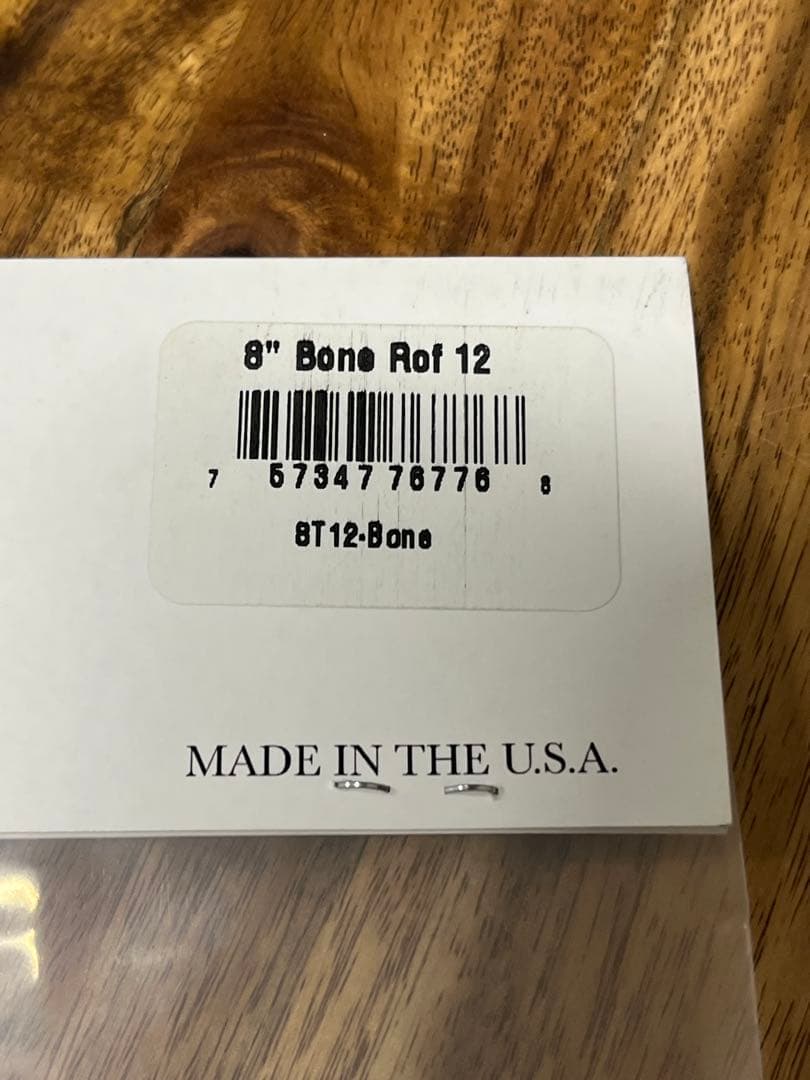 8" Bone Rof 12
7 57347 76776 8
8T12-Bone
MADE IN THE U.S.A.